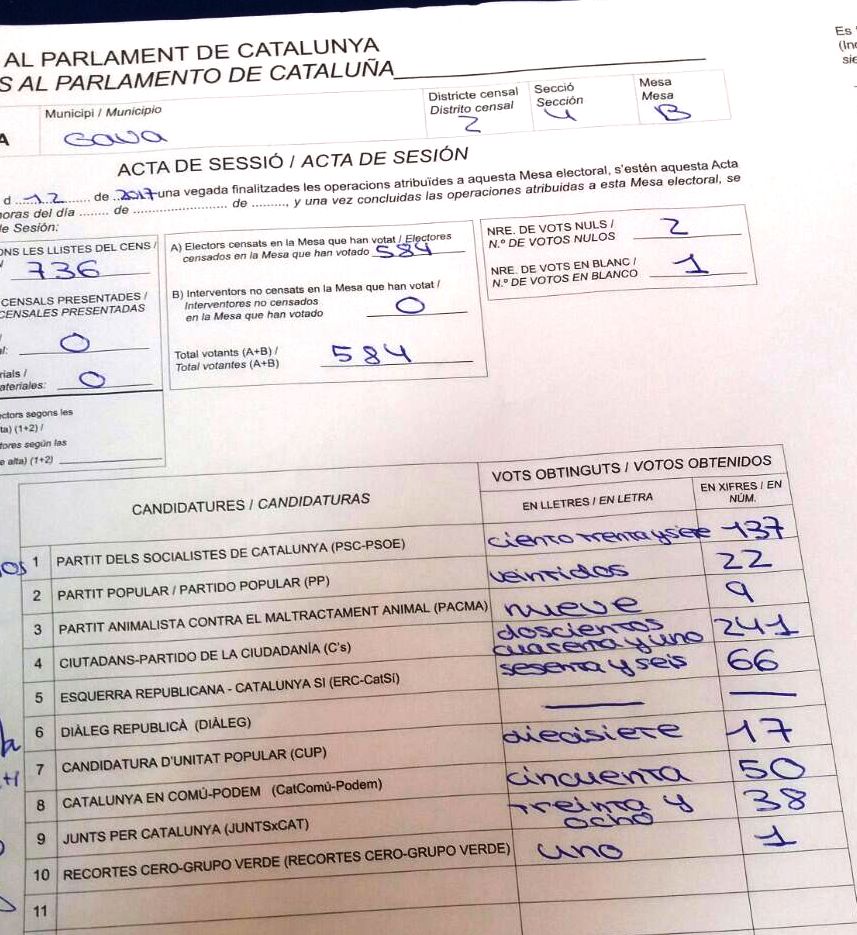 AL PARLAMENT DE CATALUNYA
S AL PARLAMENTO DE CATALUÑA
Es
Municipi / Municipio
Gava
Districte censal
Distrito censal
2
Secció
Sección
4
Mesa
Mesa
B
ACTA DE SESSIÓ / ACTA DE SESIÓN
d 12 de 2017 una vegada finalitzades les operacions atribuïdes a aquesta Mesa electoral, s'estén aquesta Acta
horas del día ........ de .......................... de ........., y una vez concluidas las operaciones atribuidas a esta Mesa electoral, se
de Sesión:
ONS LES LLISTES DEL CENS /
736
CENSALS PRESENTADES /
CENSALES PRESENTADAS
al: 0
rials /
ateriales: 0
ectors segons les
ta) (1+2) /
tores según las
e alta) (1+2)
A) Electors censats en la Mesa que han votat / Electores
censados en la Mesa que han votado 584
B) Interventors no censats en la Mesa que han votat /
Interventores no censados
en la Mesa que han votado 0
Total votants (A+B) /
Total votantes (A+B) 584
NRE. DE VOTS NULS /
N.º DE VOTOS NULOS 2
NRE. DE VOTS EN BLANC /
N.º DE VOTOS EN BLANCO 1
CANDIDATURES / CANDIDATURAS
VOTS OBTINGUTS / VOTOS OBTENIDOS
EN LLETRES / EN LETRA
EN XIFRES / EN
NÚM.
1 PARTIT DELS SOCIALISTES DE CATALUNYA (PSC-PSOE) ciento treinta y siete 137
2 PARTIT POPULAR / PARTIDO POPULAR (PP) veintidos 22
3 PARTIT ANIMALISTA CONTRA EL MALTRACTAMENT ANIMAL (PACMA) nueve 9
4 CIUTADANS-PARTIDO DE LA CIUDADANÍA (C's) doscientos
cuarenta y uno 241
5 ESQUERRA REPUBLICANA - CATALUNYA SI (ERC-CatSí) sesenta y seis 66
6 DIÀLEG REPUBLICÀ (DIÀLEG) — —
7 CANDIDATURA D'UNITAT POPULAR (CUP) diecisiete 17
8 CATALUNYA EN COMÚ-PODEM (CatComú-Podem) cincuenta 50
9 JUNTS PER CATALUNYA (JUNTSxCAT) treinta y
ocho 38
10 RECORTES CERO-GRUPO VERDE (RECORTES CERO-GRUPO VERDE) uno 1
11